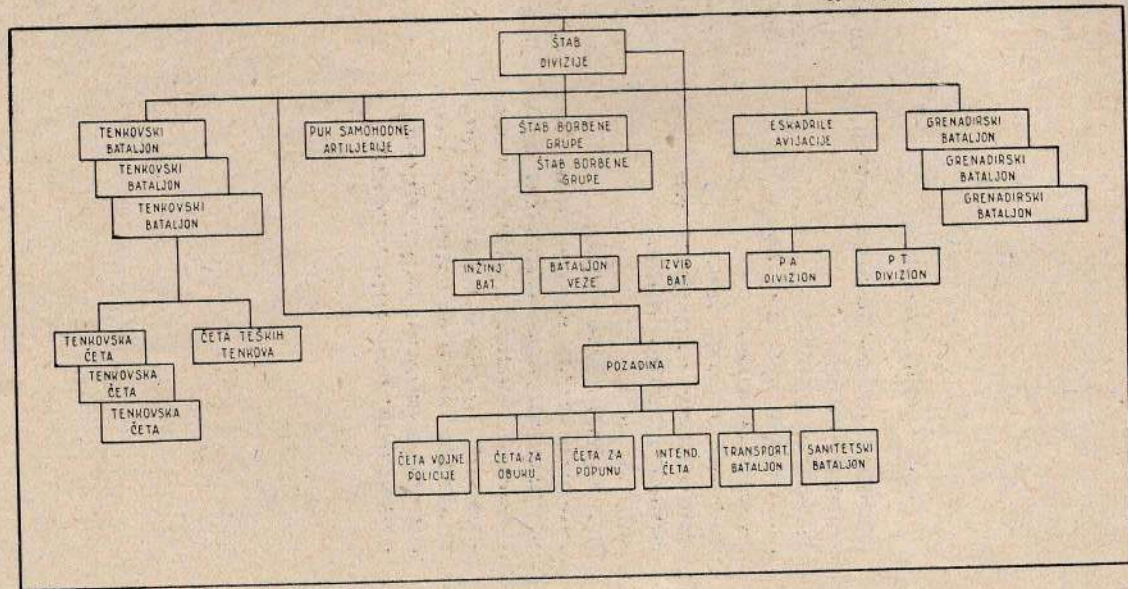 ŠTAB
DIVIZIJE
TENKOVSKI
BATALJON
TENKOVSKI
BATALJON
TENKOVSKI
BATALJON
PUK SAMOHODNE-
ARTILJERIJE
ŠTAB BORBENE
GRUPE
ŠTAB BORBENE
GRUPE
ESKADRILE
AVIJACIJE
GRENADIRSKI
BATALJON
GRENADIRSKI
BATALJON
GRENADIRSKI
BATALJON
INŽINJ.
BAT.
BATALJON
VEZE
IZVIĐ
BAT.
P A
DIVIZION
P T
DIVIZION
TENKOVSKA
ČETA
TENKOVSKA
ČETA
TENKOVSKA
ČETA
ČETA TEŠKIH
TENKOVA
POZADINA
ČETA VOJNE
POLICIJE
ČETA ZA
OBUKU
ČETA ZA
POPUNU
INTEND.
ČETA
TRANSPORT.
BATALJON
SANITETSKI
BATALJON